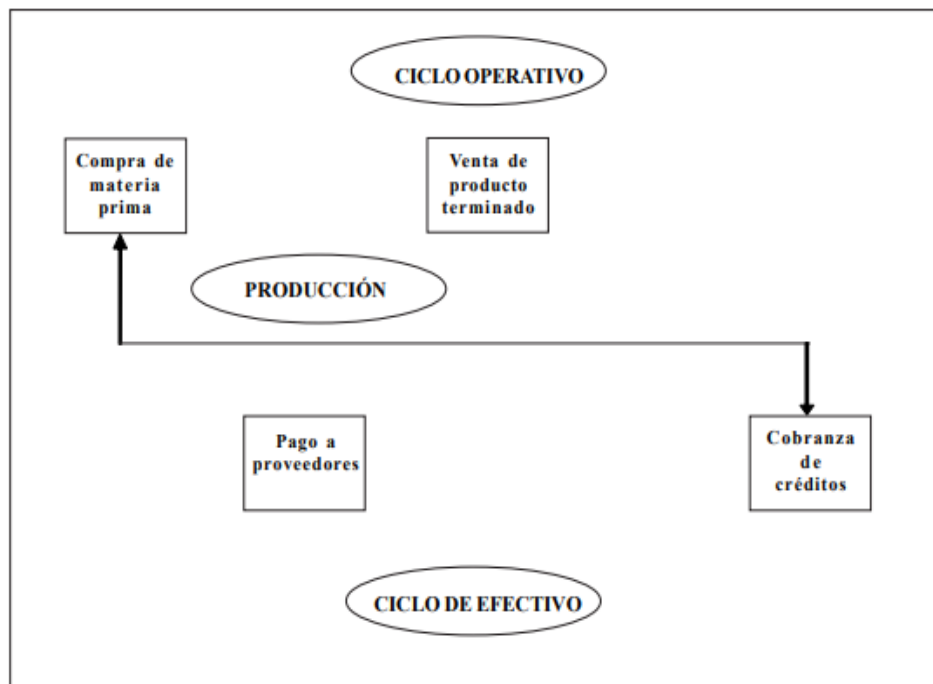 CICLO OPERATIVO
Compra de
materia
prima
Venta de
producto
terminado
PRODUCCIÓN
Pago a
proveedores
Cobranza
de
créditos
CICLO DE EFECTIVO